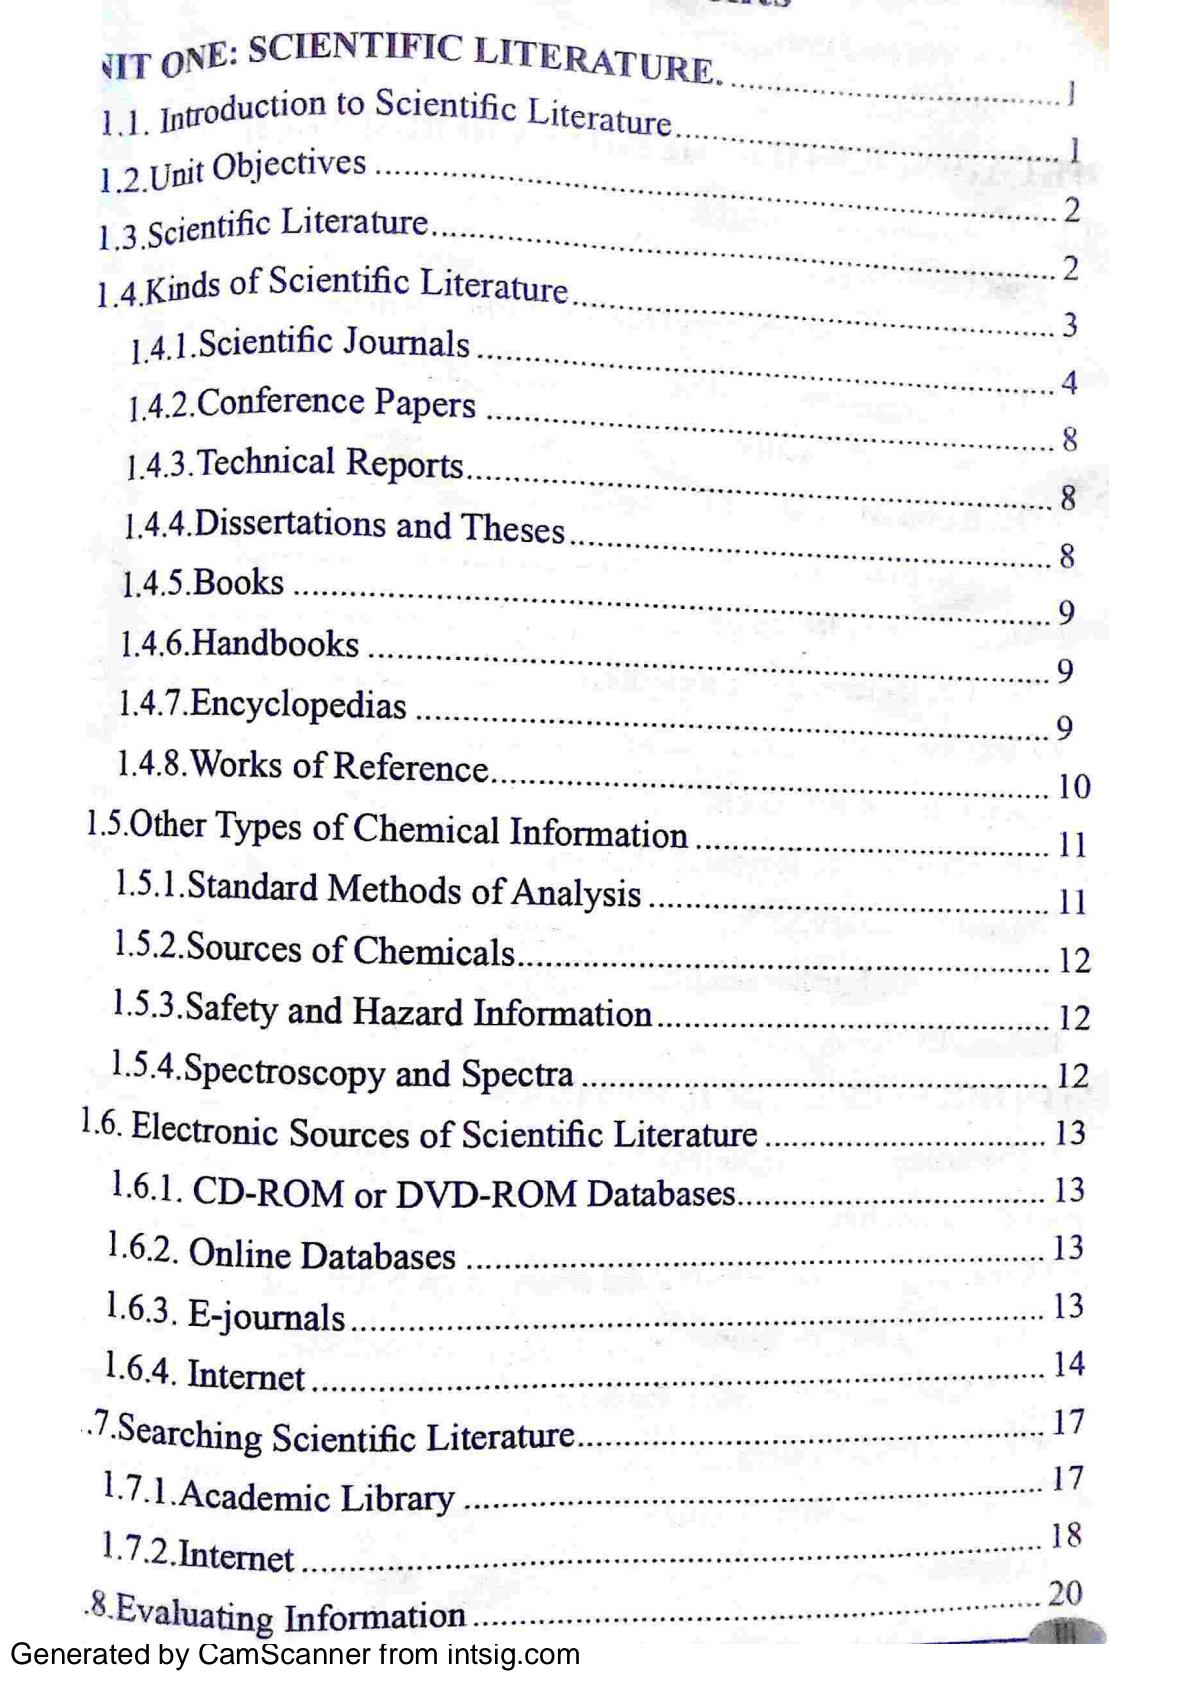 NIT ONE: SCIENTIFIC LITERATURE. 1
1.1. Introduction to Scientific Literature 1
1.2.Unit Objectives 2
1.3.Scientific Literature 2
1.4.Kinds of Scientific Literature 3
1.4.1.Scientific Journals 4
1.4.2.Conference Papers 8
1.4.3.Technical Reports 8
1.4.4.Dissertations and Theses 8
1.4.5.Books 9
1.4.6.Handbooks 9
1.4.7.Encyclopedias 9
1.4.8.Works of Reference 10
1.5.Other Types of Chemical Information 11
1.5.1.Standard Methods of Analysis 11
1.5.2.Sources of Chemicals 12
1.5.3.Safety and Hazard Information 12
1.5.4.Spectroscopy and Spectra 12
1.6. Electronic Sources of Scientific Literature 13
1.6.1. CD-ROM or DVD-ROM Databases 13
1.6.2. Online Databases 13
1.6.3. E-journals 13
1.6.4. Internet 14
.7.Searching Scientific Literature 17
1.7.1.Academic Library 17
1.7.2.Internet 18
.8.Evaluating Information 20
III
Generated by CamScanner from intsig.com